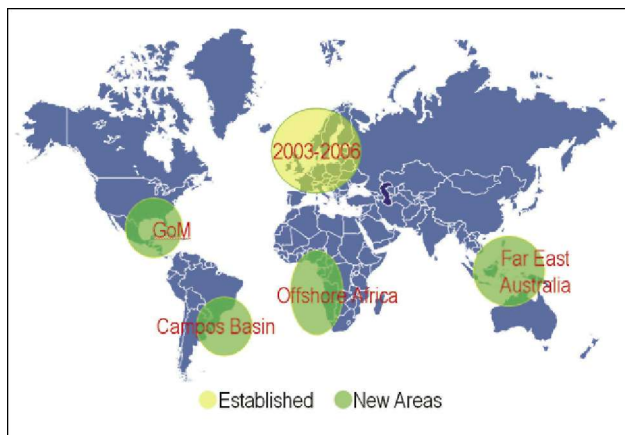 2003-2006
GoM
Far East
Australia
Offshore Africa
Campos Basin
Established
New Areas